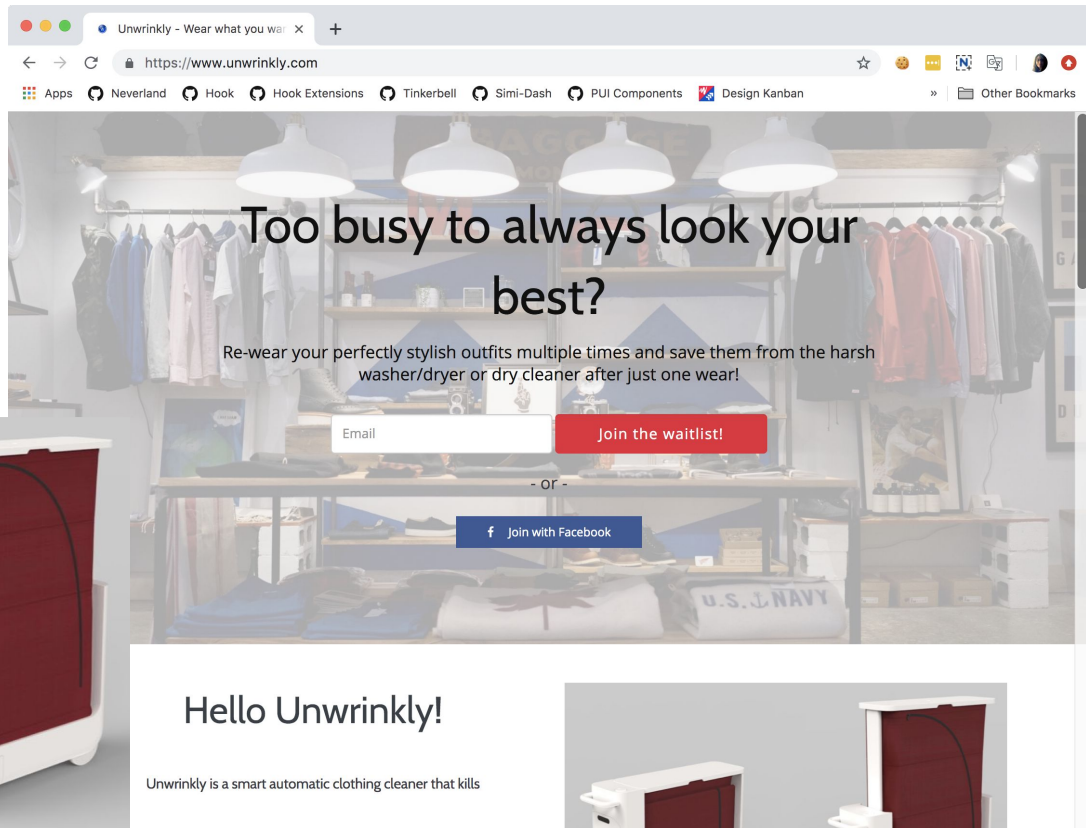 Unwrinkly - Wear what you wan
https://www.unwrinkly.com
Apps Neverland Hook Hook Extensions Tinkerbell Simi-Dash PUI Components Design Kanban » Other Bookmarks
BAGGAGE
Too busy to always look your
best?
Re-wear your perfectly stylish outfits multiple times and save them from the harsh
washer/dryer or dry cleaner after just one wear!
Email Join the waitlist!
- or -
f Join with Facebook
U.S. NAVY
Hello Unwrinkly!
Unwrinkly is a smart automatic clothing cleaner that kills